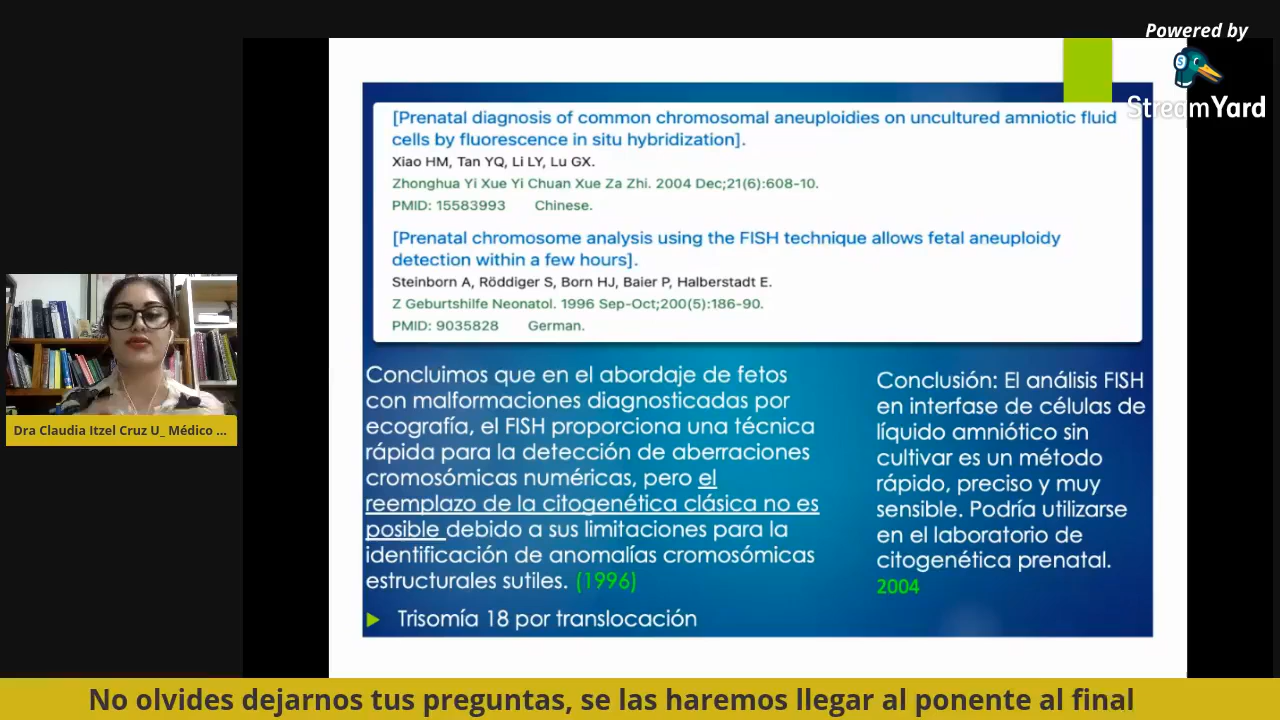 Powered by
StreamYard
[Prenatal diagnosis of common chromosomal aneuploidies on uncultured amniotic fluid
cells by fluorescence in situ hybridization].
Xiao HM, Tan YQ, Li LY, Lu GX.
Zhonghua Yi Xue Yi Chuan Xue Za Zhi. 2004 Dec;21(6):608-10.
PMID: 15583993 Chinese.
[Prenatal chromosome analysis using the FISH technique allows fetal aneuploidy
detection within a few hours].
Steinborn A, Röddiger S, Born HJ, Baier P, Halberstadt E.
Z Geburtshilfe Neonatol. 1996 Sep-Oct;200(5):186-90.
PMID: 9035828 German.
Concluimos que en el abordaje de fetos
con malformaciones diagnosticadas por
ecografía, el FISH proporciona una técnica
rápida para la detección de aberraciones
cromosómicas numéricas, pero el
reemplazo de la citogenética clásica no es
posible debido a sus limitaciones para la
identificación de anomalías cromosómicas
estructurales sutiles. (1996)
Trisomía 18 por translocación
Conclusión: El análisis FISH
en interfase de células de
líquido amniótico sin
cultivar es un método
rápido, preciso y muy
sensible. Podría utilizarse
en el laboratorio de
citogenética prenatal.
2004
Dra Claudia Itzel Cruz U_ Médico ...
No olvides dejarnos tus preguntas, se las haremos llegar al ponente al final